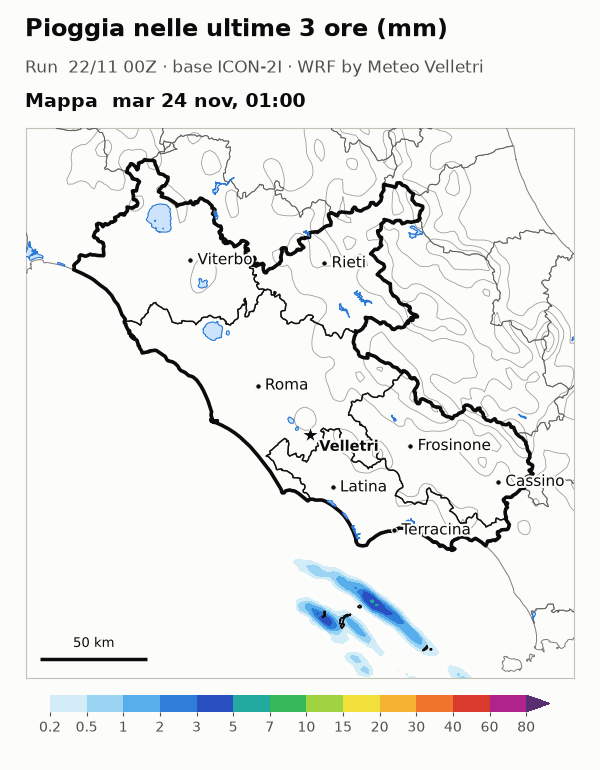 Pioggia nelle ultime 3 ore (mm)
Run  22/11 00Z · base ICON-2I · WRF by Meteo Velletri
Mappa  mar 24 nov, 01:00
Viterbo
Rieti
Roma
Velletri
Frosinone
Latina
Cassino
Terracina
50 km
0.2 0.5 1 2 3 5 7 10 15 20 30 40 60 80